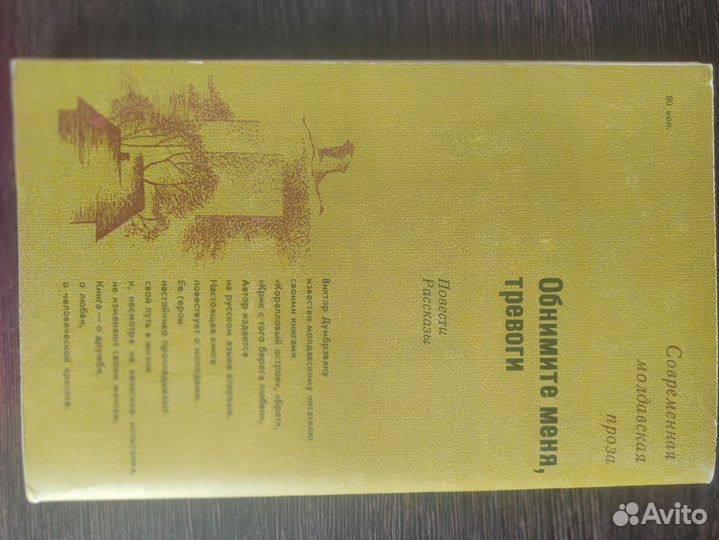 80 коп.
Современная
молдавская
проза
Обнимите меня,
тревоги
Повести
Рассказы
Виктор Думбрэвяну
известен молдавскому читателю
своими книгами
«Коралловый остров», «Брат»,
«Крик с того берега любви».
Автор издается
на русском языке впервые.
Настоящая книга
повествует о молодежи.
Ее герои
настойчиво прокладывают
свой путь в жизни
и, несмотря на нелегкие испытания,
не изменяют своим мечтам.
Книга — о дружбе,
о любви,
о человеческой красоте.
Avito